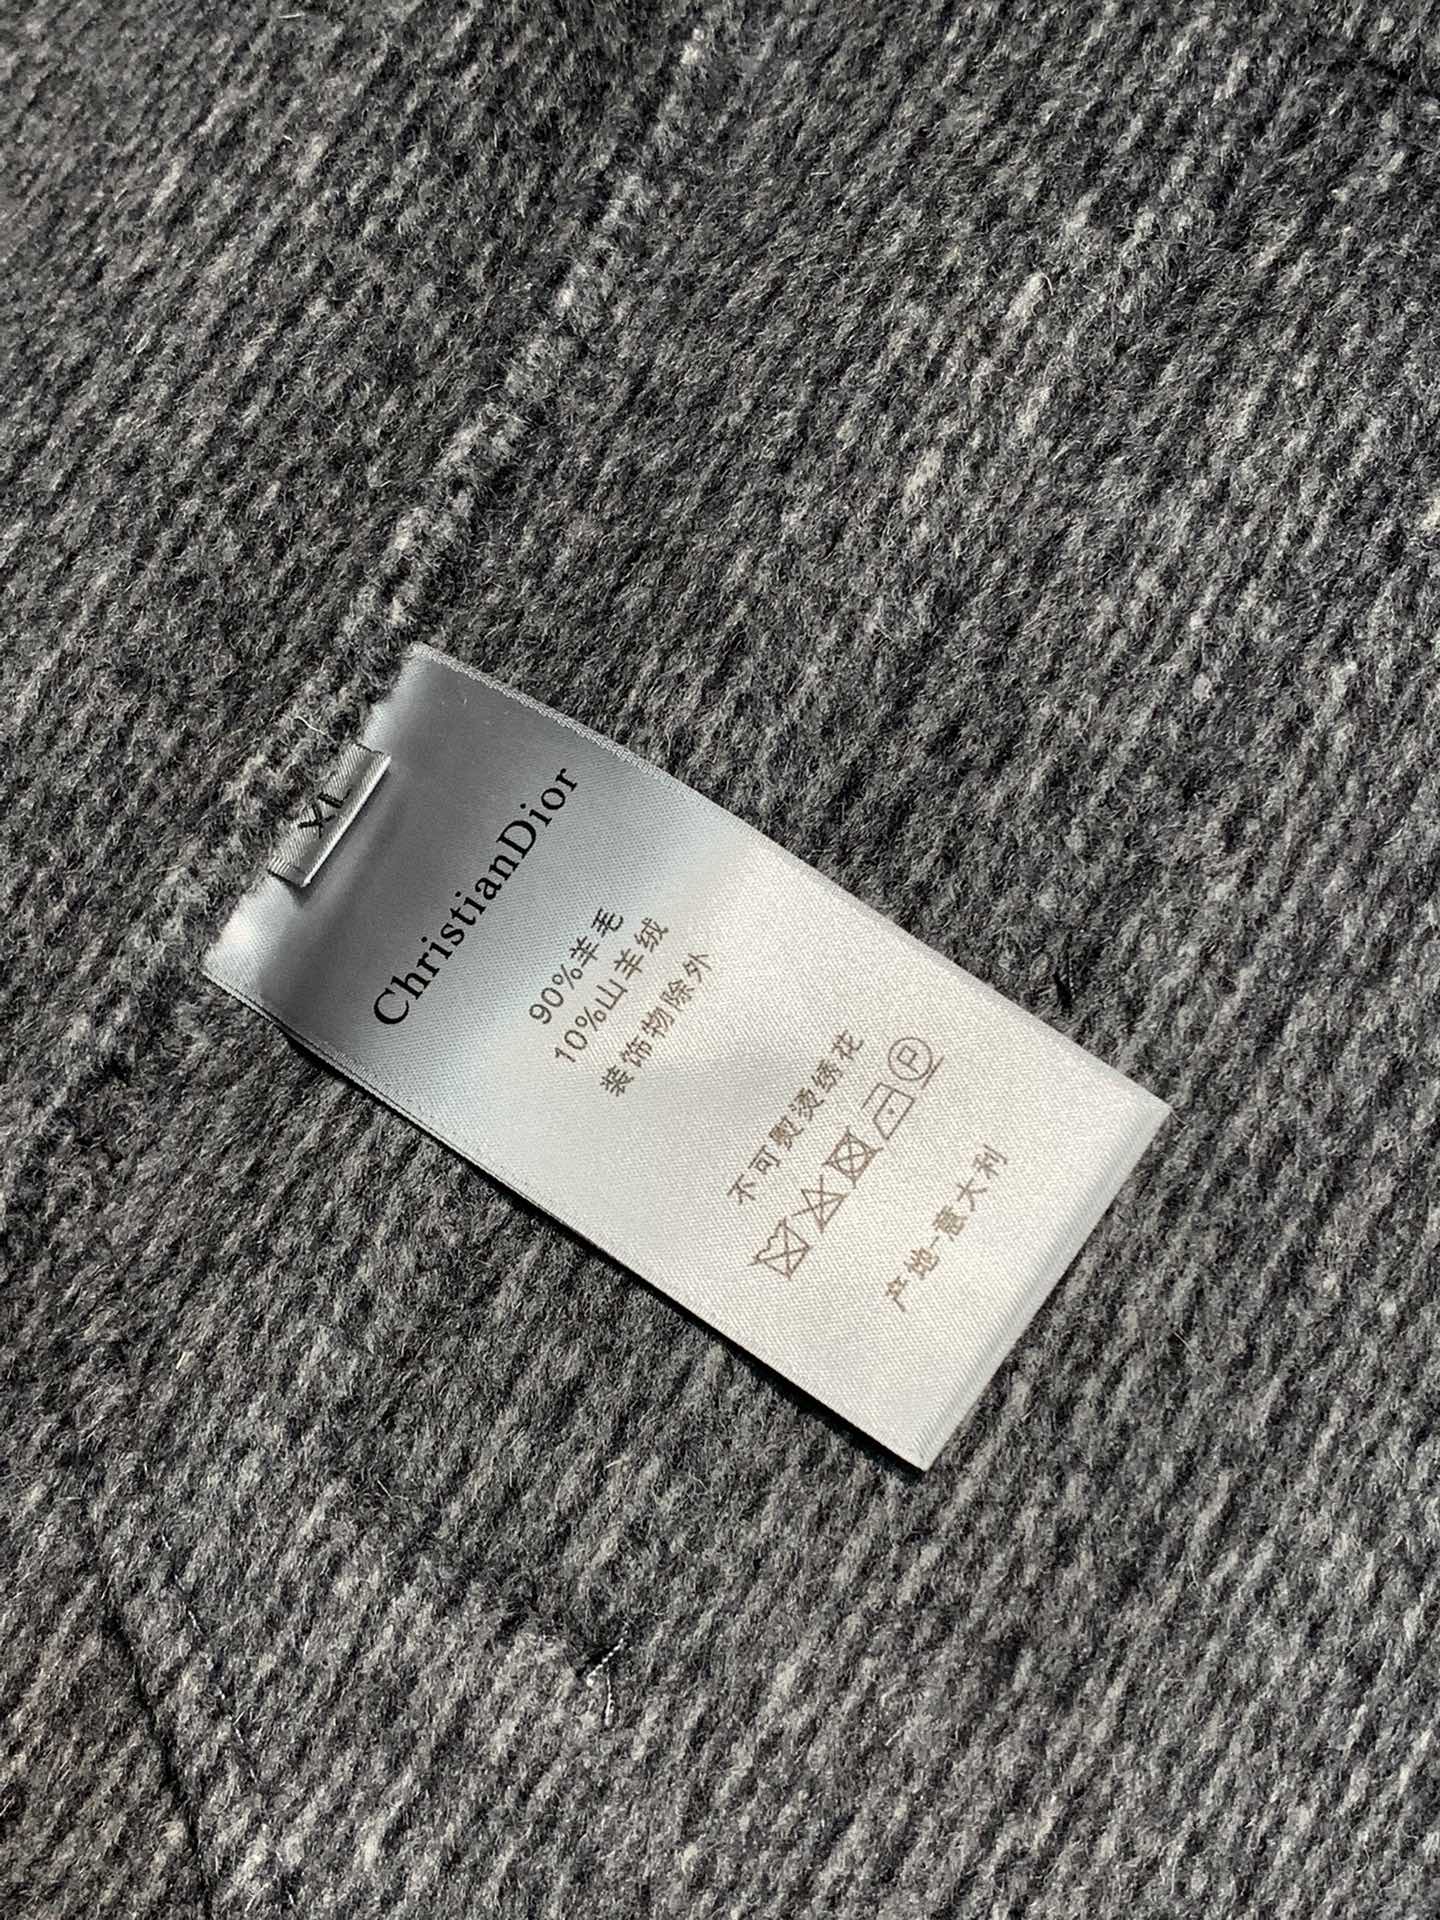 XL
ChristianDior
90%羊毛
10%山羊绒
装饰物除外
不可熨烫绣花
P
产地-意大利